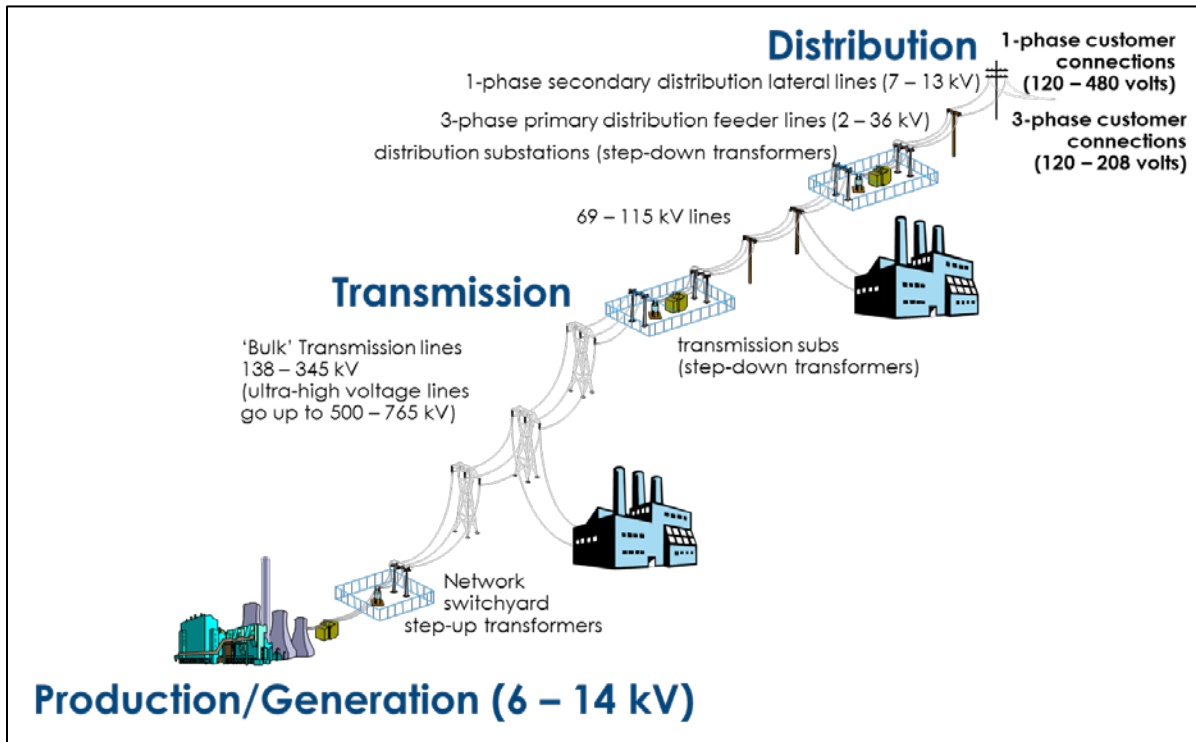 Distribution
1-phase customer
connections
(120 – 480 volts)
1-phase secondary distribution lateral lines (7 – 13 kV)
3-phase primary distribution feeder lines (2 – 36 kV)
3-phase customer
connections
(120 – 208 volts)
distribution substations (step-down transformers)
69 – 115 kV lines
Transmission
'Bulk' Transmission lines
138 – 345 kV
(ultra-high voltage lines
go up to 500 – 765 kV)
transmission subs
(step-down transformers)
Network
switchyard
step-up transformers
Production/Generation (6 – 14 kV)